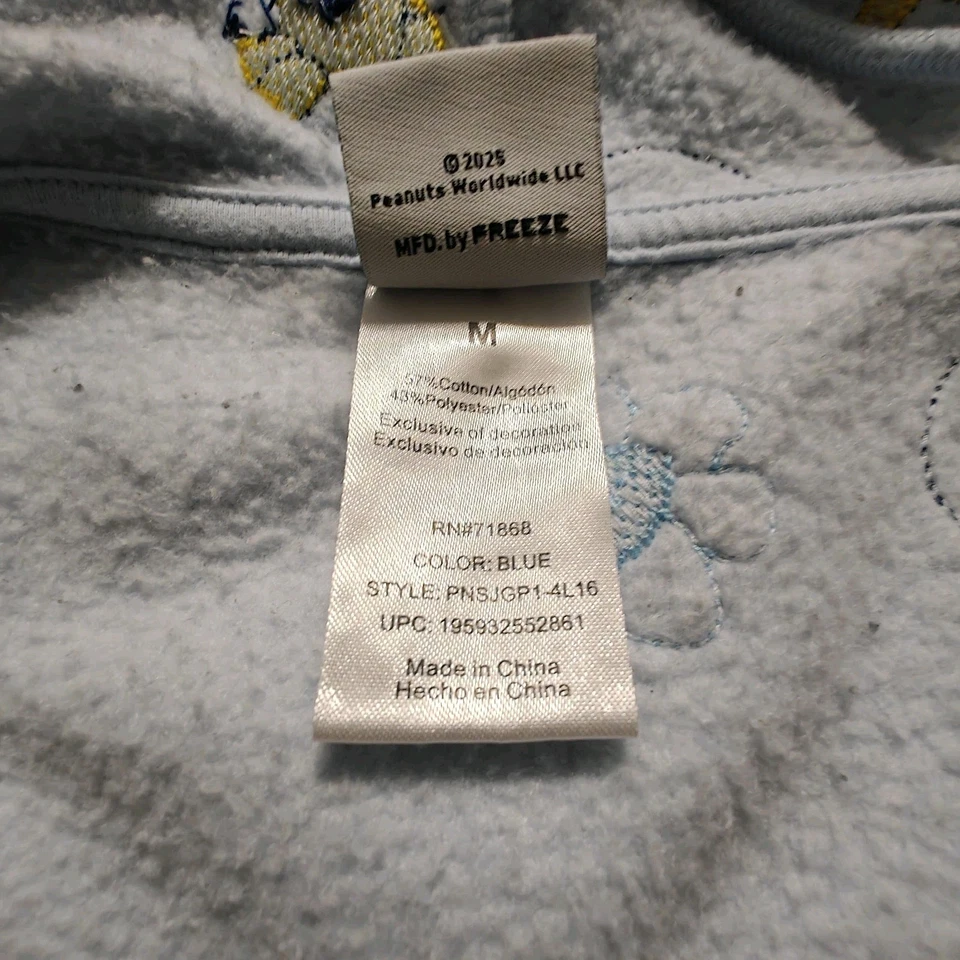 © 2025
Peanuts Worldwide LLC
MFD. by FREEZE
M
57%Cotton/Algódón
43%Polyester/Poliéster
Exclusive of decoration
Exclusivo de decoración
RN#71868
COLOR: BLUE
STYLE: PNSJGP1-4L16
UPC: 195932552861
Made in China
Hecho en China